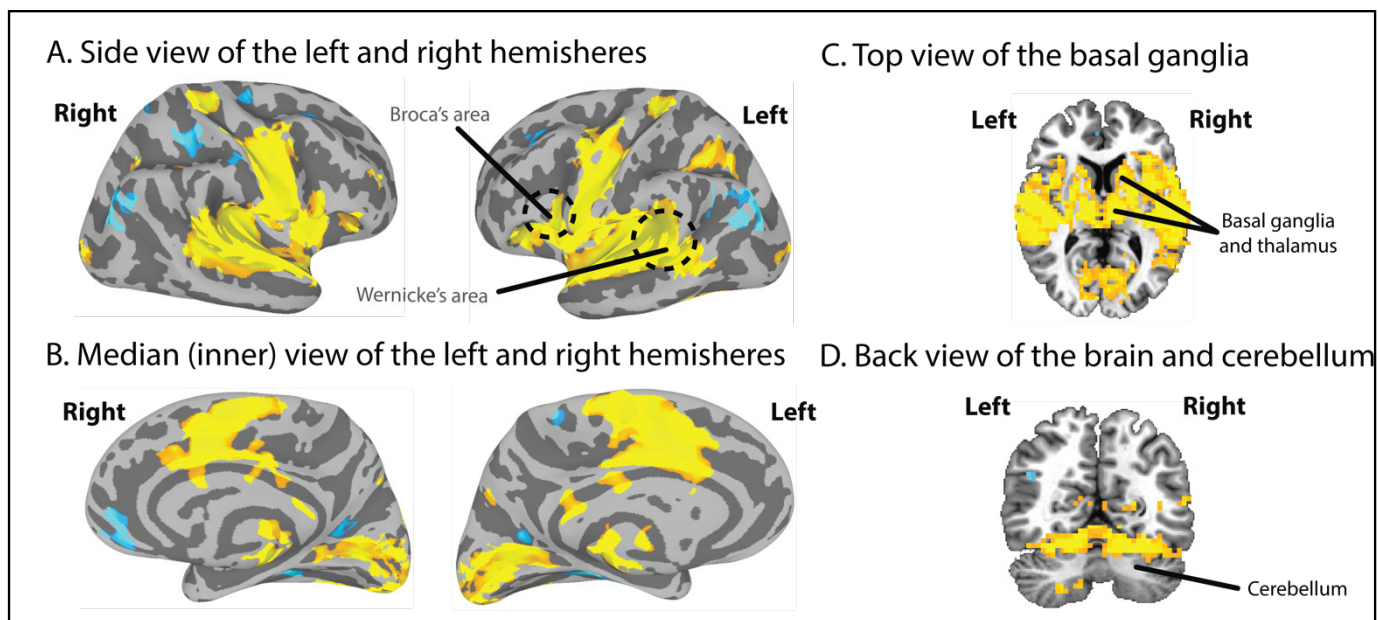 A. Side view of the left and right hemisheres
Right
Broca's area
Left
Wernicke's area
B. Median (inner) view of the left and right hemisheres
Right
Left
C. Top view of the basal ganglia
Left
Right
Basal ganglia
and thalamus
D. Back view of the brain and cerebellum
Left
Right
Cerebellum